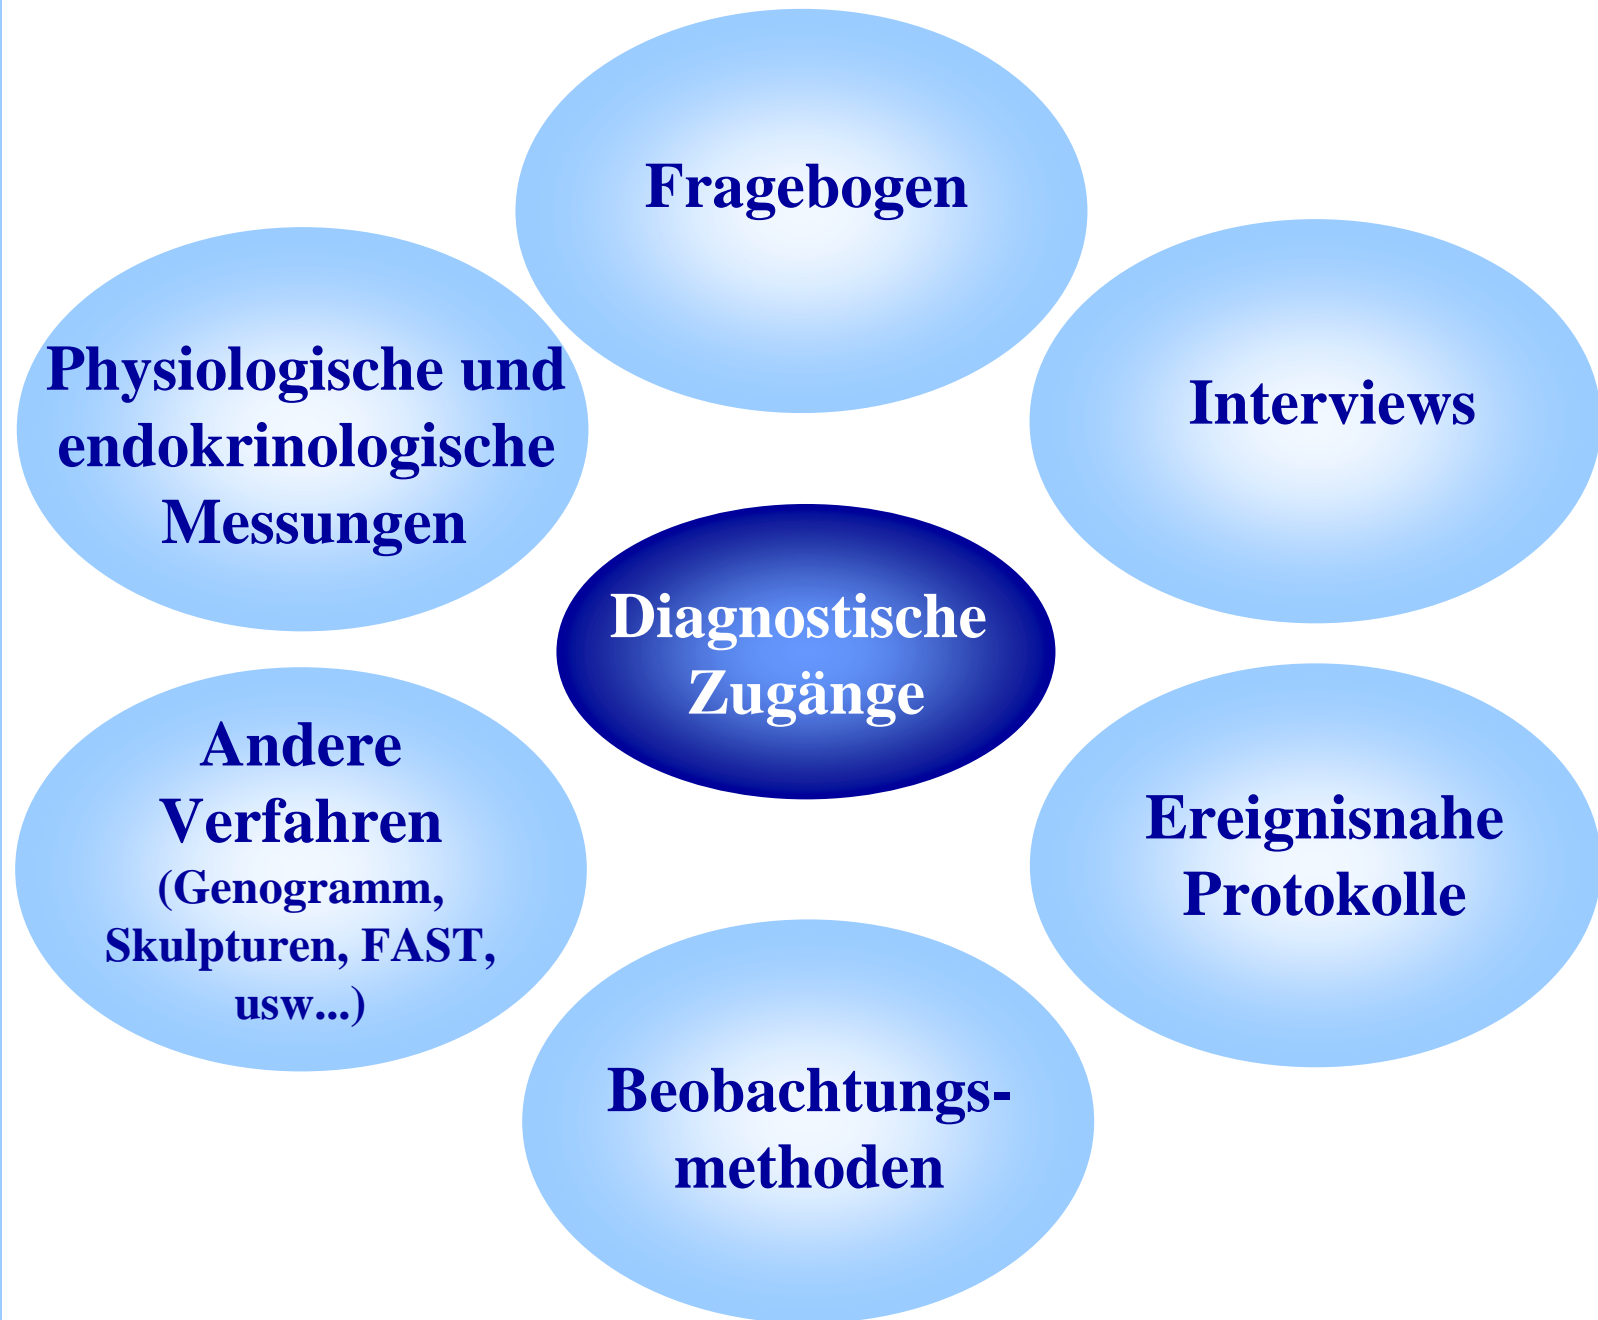 Fragebogen
Physiologische und
endokrinologische
Messungen
Interviews
Diagnostische
Zugänge
Andere
Verfahren
(Genogramm,
Skulpturen, FAST,
usw...)
Ereignisnahe
Protokolle
Beobachtungs-
methoden